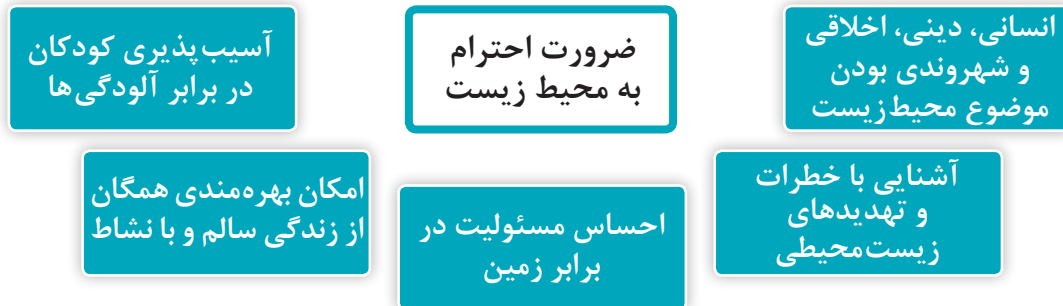 ضرورت احترام
به محیط زیست
انسانی، دینی، اخلاقی
و شهروندی بودن
موضوع محیط‌زیست
آشنایی با خطرات
و تهدیدهای
زیست‌محیطی
احساس مسئولیت در
برابر زمین
امکان بهره‌مندی همگان
از زندگی سالم و با نشاط
آسیب‌پذیری کودکان
در برابر آلودگی‌ها